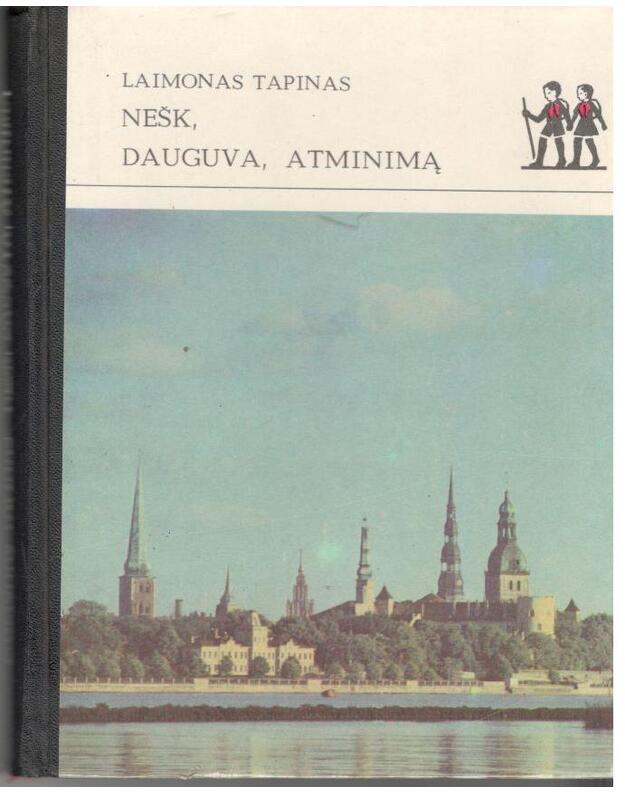 LAIMONAS TAPINAS
NEŠK,
DAUGUVA, ATMINIMĄ